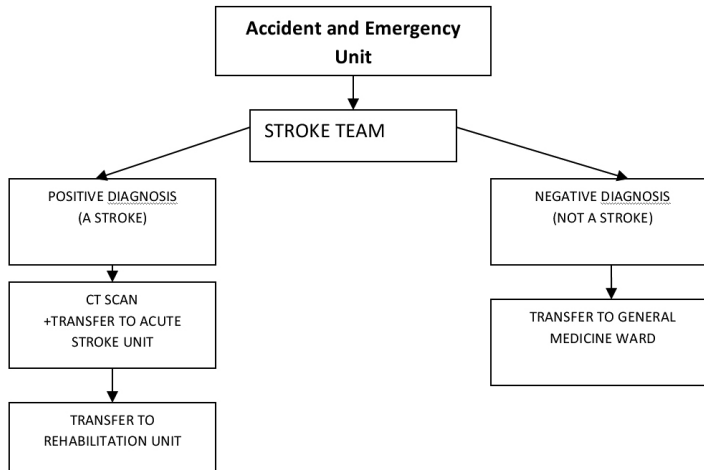 Accident and Emergency
Unit
STROKE TEAM
POSITIVE DIAGNOSIS
(A STROKE)
NEGATIVE DIAGNOSIS
(NOT A STROKE)
CT SCAN
+TRANSFER TO ACUTE
STROKE UNIT
TRANSFER TO GENERAL
MEDICINE WARD
TRANSFER TO
REHABILITATION UNIT